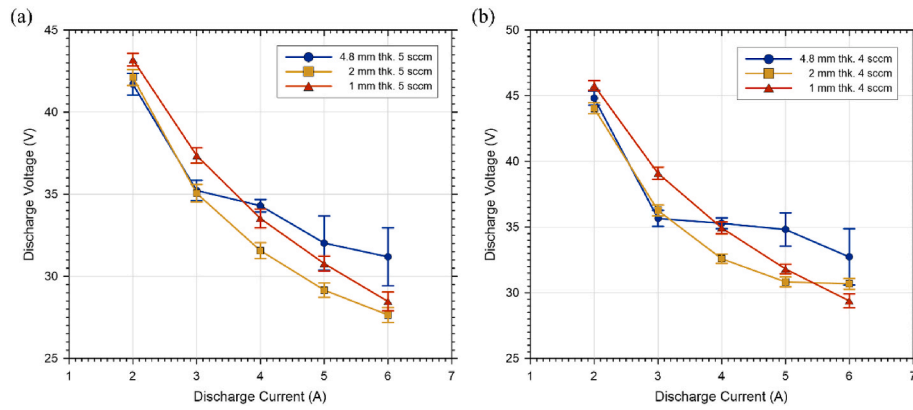 (a)
45
40
35
30
25
Discharge Voltage (V)
4.8 mm thk. 5 sccm
2 mm thk. 5 sccm
1 mm thk. 5 sccm
1 2 3 4 5 6 7
Discharge Current (A)
(b)
50
45
40
35
30
25
Discharge Voltage (V)
4.8 mm thk. 4 sccm
2 mm thk. 4 sccm
1 mm thk. 4 sccm
1 2 3 4 5 6 7
Discharge Current (A)